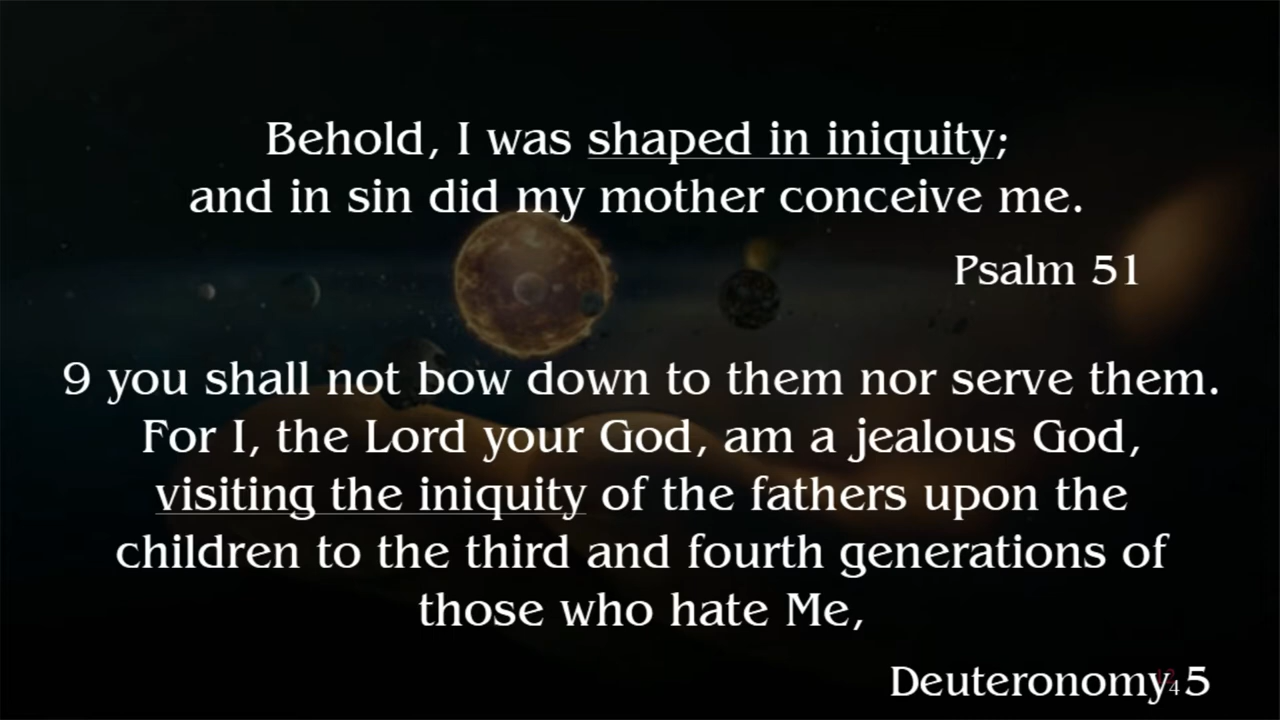 Behold, I was shaped in iniquity;
and in sin did my mother conceive me.
Psalm 51
9 you shall not bow down to them nor serve them.
For I, the Lord your God, am a jealous God,
visiting the iniquity of the fathers upon the
children to the third and fourth generations of
those who hate Me,
Deuteronomy 5
4